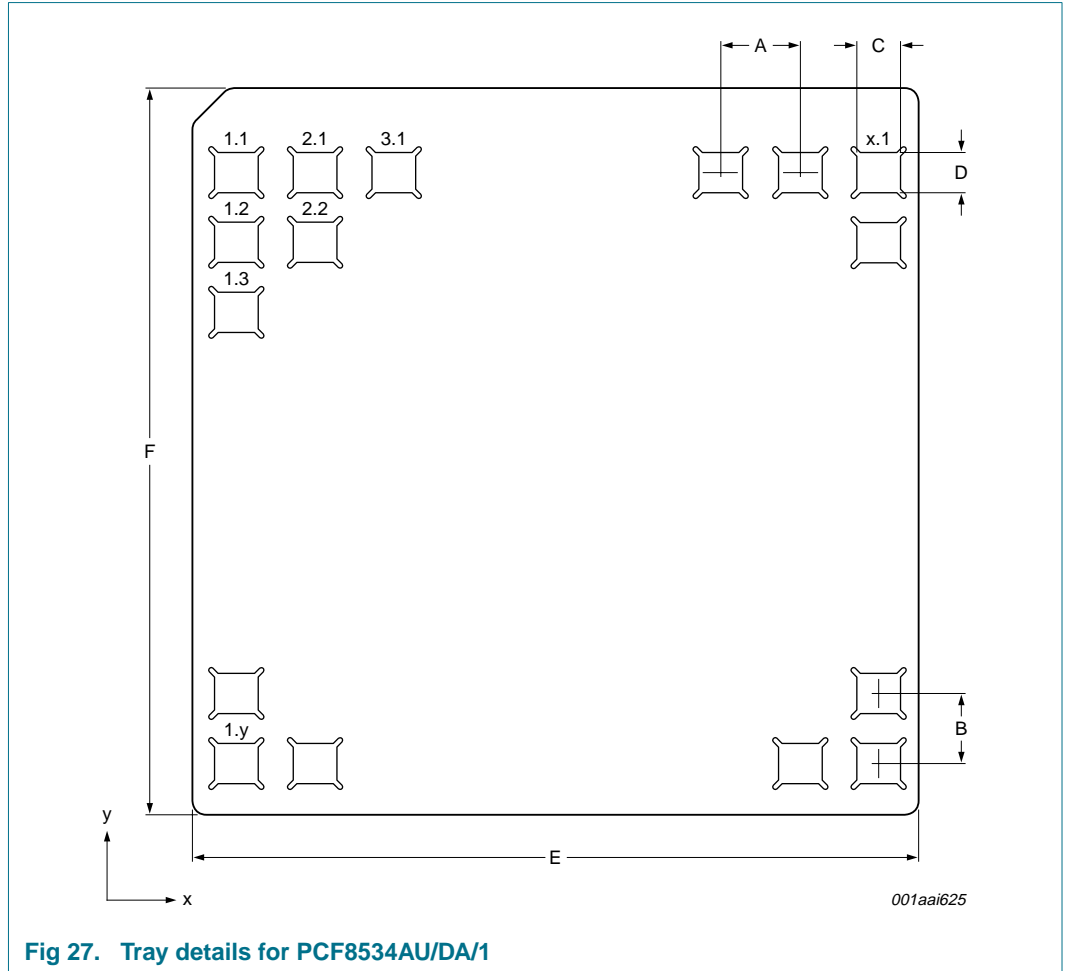 A
C
1.1
2.1
3.1
x.1
D
1.2
2.2
1.3
F
1.y
B
y
E
x
001aai625
Fig 27. Tray details for PCF8534AU/DA/1